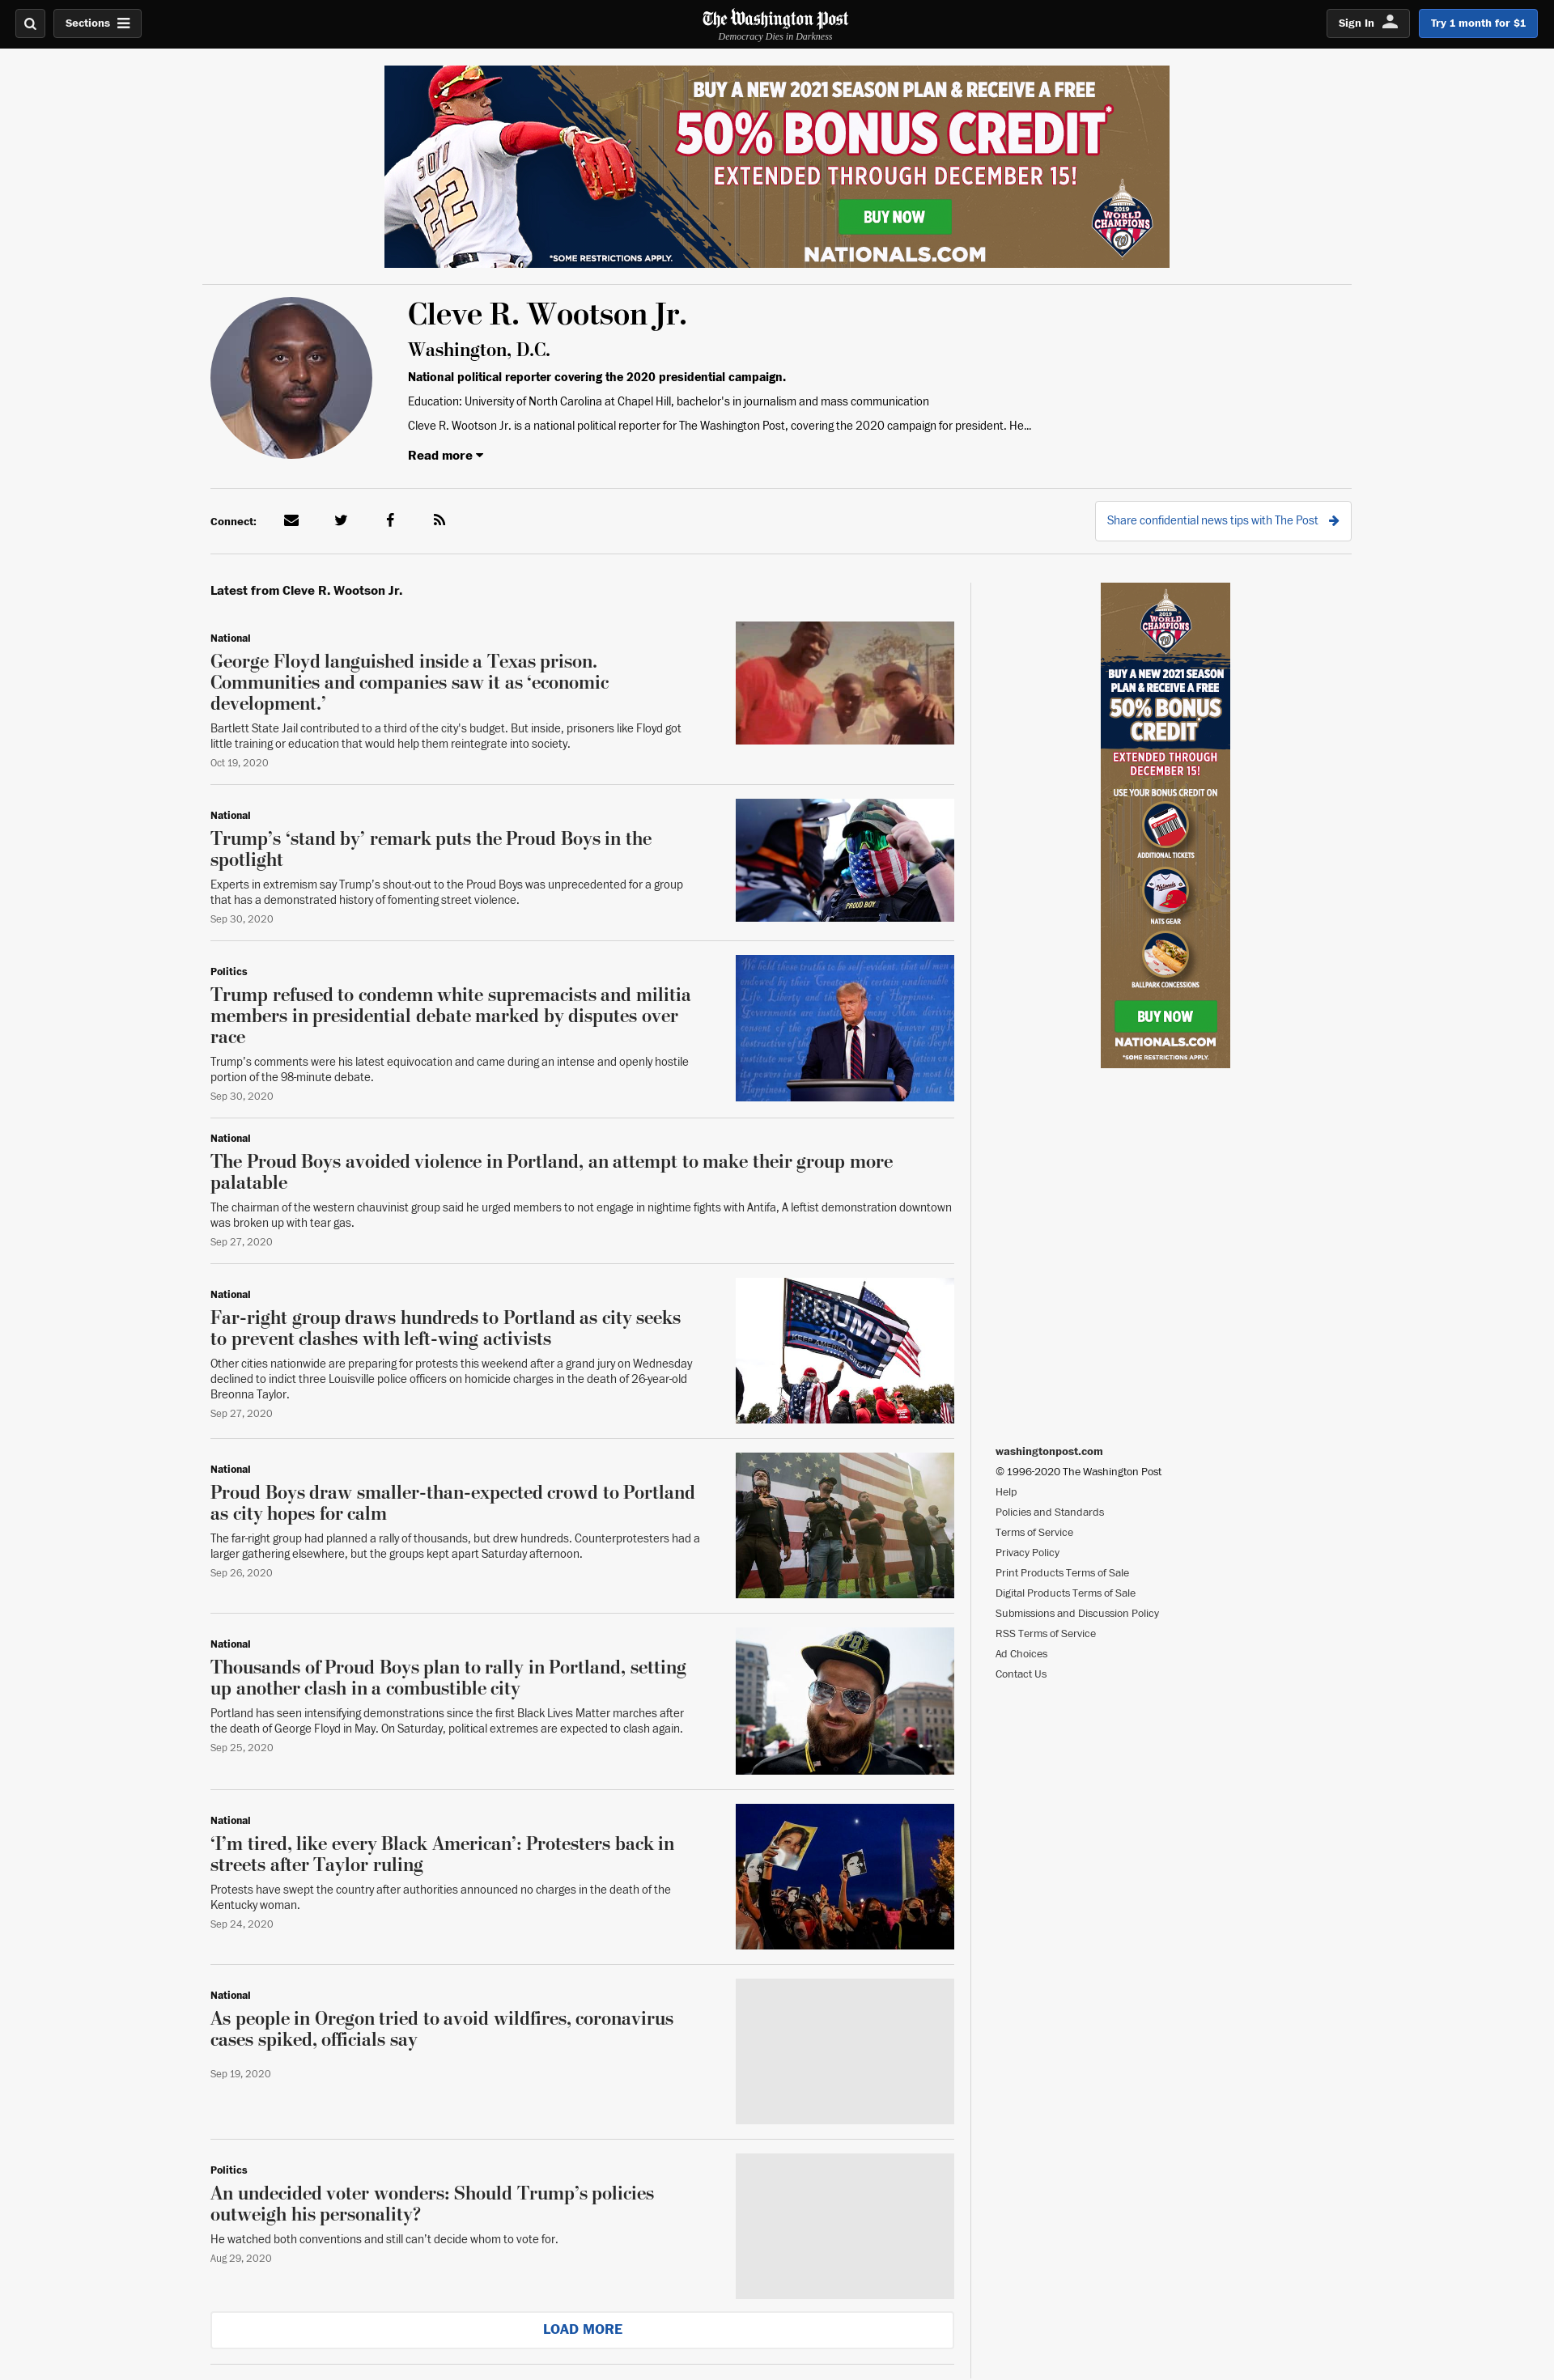 Sections
The Washington Post
Democracy Dies in Darkness
Sign In
Try 1 month for $1
BUY A NEW 2021 SEASON PLAN & RECEIVE A FREE
50% BONUS CREDIT*
EXTENDED THROUGH DECEMBER 15!
BUY NOW
NATIONALS.COM
*SOME RESTRICTIONS APPLY.
SOTO
22
2019
WORLD
CHAMPIONS
W
Cleve R. Wootson Jr.
Washington, D.C.
National political reporter covering the 2020 presidential campaign.
Education: University of North Carolina at Chapel Hill, bachelor's in journalism and mass communication
Cleve R. Wootson Jr. is a national political reporter for The Washington Post, covering the 2020 campaign for president. He...
Read more
Connect:
Share confidential news tips with The Post
Latest from Cleve R. Wootson Jr.
National
George Floyd languished inside a Texas prison.
Communities and companies saw it as ‘economic
development.’
Bartlett State Jail contributed to a third of the city's budget. But inside, prisoners like Floyd got
little training or education that would help them reintegrate into society.
Oct 19, 2020
National
Trump’s ‘stand by’ remark puts the Proud Boys in the
spotlight
Experts in extremism say Trump’s shout-out to the Proud Boys was unprecedented for a group
that has a demonstrated history of fomenting street violence.
Sep 30, 2020
PROUD BOY
Politics
Trump refused to condemn white supremacists and militia
members in presidential debate marked by disputes over
race
Trump’s comments were his latest equivocation and came during an intense and openly hostile
portion of the 98-minute debate.
Sep 30, 2020
National
The Proud Boys avoided violence in Portland, an attempt to make their group more
palatable
The chairman of the western chauvinist group said he urged members to not engage in nightime fights with Antifa, A leftist demonstration downtown
was broken up with tear gas.
Sep 27, 2020
National
Far-right group draws hundreds to Portland as city seeks
to prevent clashes with left-wing activists
Other cities nationwide are preparing for protests this weekend after a grand jury on Wednesday
declined to indict three Louisville police officers on homicide charges in the death of 26-year-old
Breonna Taylor.
Sep 27, 2020
TRUMP
2020
KEEP AMERICA GREAT!
National
Proud Boys draw smaller-than-expected crowd to Portland
as city hopes for calm
The far-right group had planned a rally of thousands, but drew hundreds. Counterprotesters had a
larger gathering elsewhere, but the groups kept apart Saturday afternoon.
Sep 26, 2020
National
Thousands of Proud Boys plan to rally in Portland, setting
up another clash in a combustible city
Portland has seen intensifying demonstrations since the first Black Lives Matter marches after
the death of George Floyd in May. On Saturday, political extremes are expected to clash again.
Sep 25, 2020
PB
National
‘I’m tired, like every Black American’: Protesters back in
streets after Taylor ruling
Protests have swept the country after authorities announced no charges in the death of the
Kentucky woman.
Sep 24, 2020
National
As people in Oregon tried to avoid wildfires, coronavirus
cases spiked, officials say
Sep 19, 2020
Politics
An undecided voter wonders: Should Trump’s policies
outweigh his personality?
He watched both conventions and still can’t decide whom to vote for.
Aug 29, 2020
LOAD MORE
2019
WORLD
CHAMPIONS
W
BUY A NEW 2021 SEASON
PLAN & RECEIVE A FREE
50% BONUS
CREDIT*
EXTENDED THROUGH
DECEMBER 15!
USE YOUR BONUS CREDIT ON
ADDITIONAL TICKETS
Nationals
NATS GEAR
BALLPARK CONCESSIONS
BUY NOW
NATIONALS.COM
*SOME RESTRICTIONS APPLY.
washingtonpost.com
© 1996-2020 The Washington Post
Help
Policies and Standards
Terms of Service
Privacy Policy
Print Products Terms of Sale
Digital Products Terms of Sale
Submissions and Discussion Policy
RSS Terms of Service
Ad Choices
Contact Us